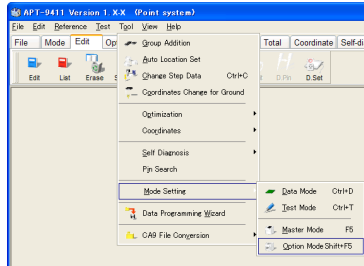 APT-9411 Version 1.X-X (Point system)
File Edit Reference Test Tool View Help
File Mode Edit Op Total Coordinate Self-di
Edit List Erase S D.Pin D.Set
Group Addition
Auto Location Set
Change Step Data Ctrl+C
Coordinates Change for Ground
Optimization
Coordinates
Self Diagnosis
Pin Search
Mode Setting
Data Programming Wizard
CA9 File Conversion
Data Mode Ctrl+D
Test Mode Ctrl+T
Master Mode F5
Option Mode Shift+F5